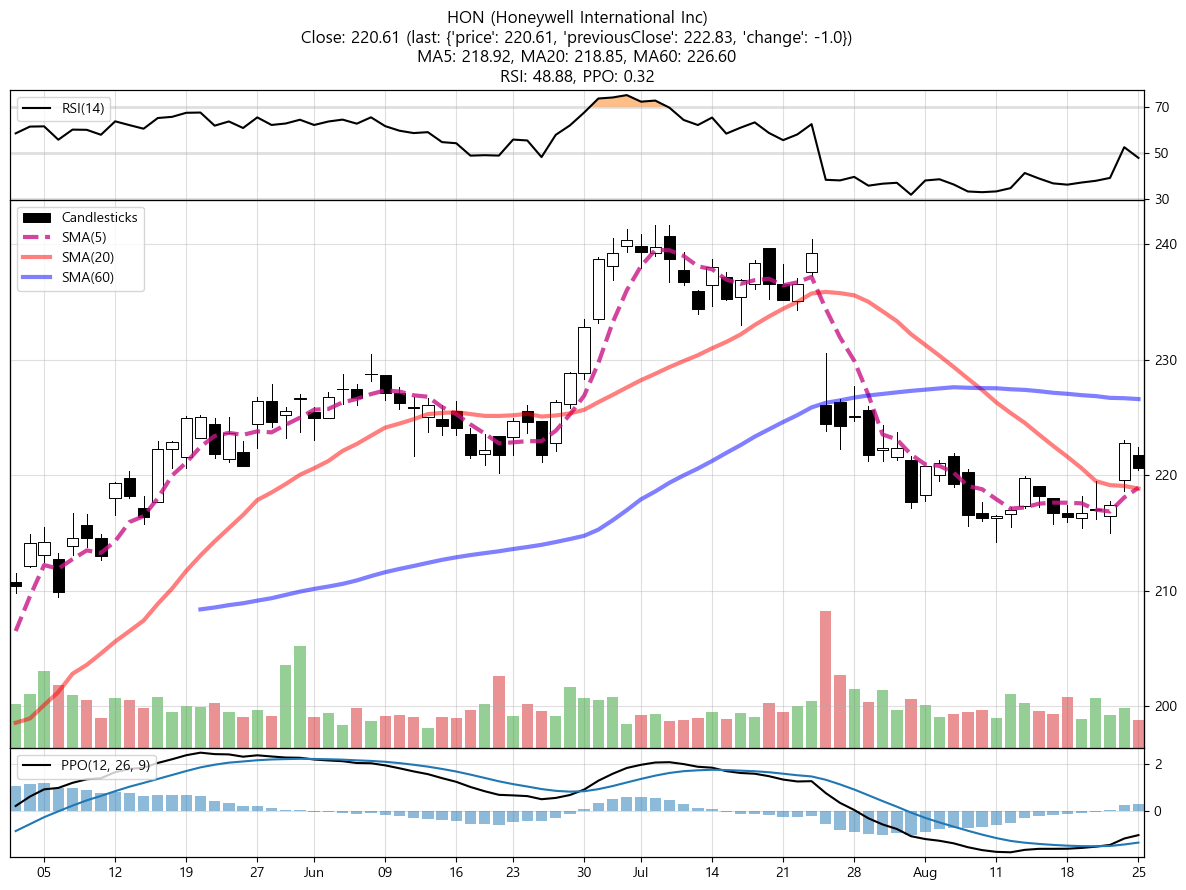 HON (Honeywell International Inc)
Close: 220.61 (last: {'price': 220.61, 'previousClose': 222.83, 'change': -1.0})
MA5: 218.92, MA20: 218.85, MA60: 226.60
RSI: 48.88, PPO: 0.32
RSI(14)
70
50
30
Candlesticks
SMA(5)
SMA(20)
SMA(60)
240
230
220
210
200
PPO(12, 26, 9)
2
0
05 12 19 27 Jun 09 16 23 30 Jul 14 21 28 Aug 11 18 25